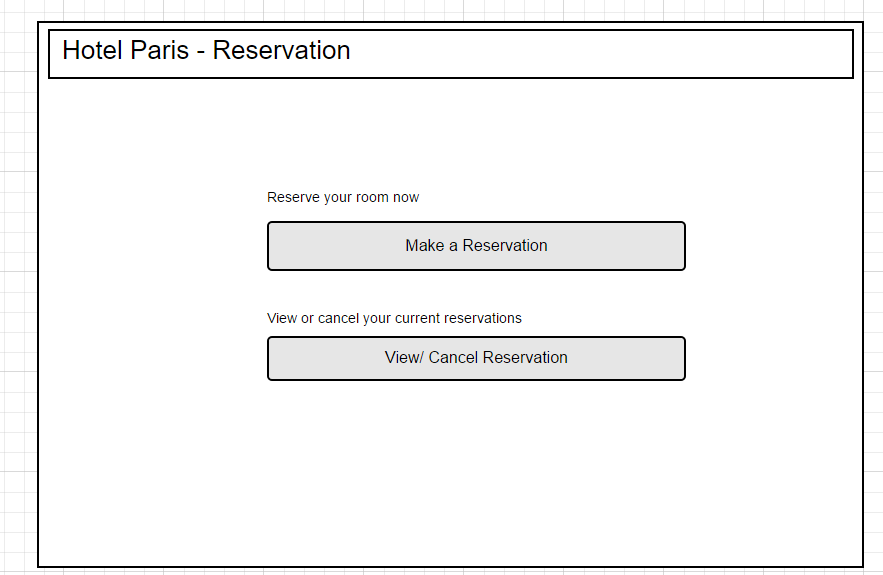 Hotel Paris - Reservation
Reserve your room now
Make a Reservation
View or cancel your current reservations
View/ Cancel Reservation